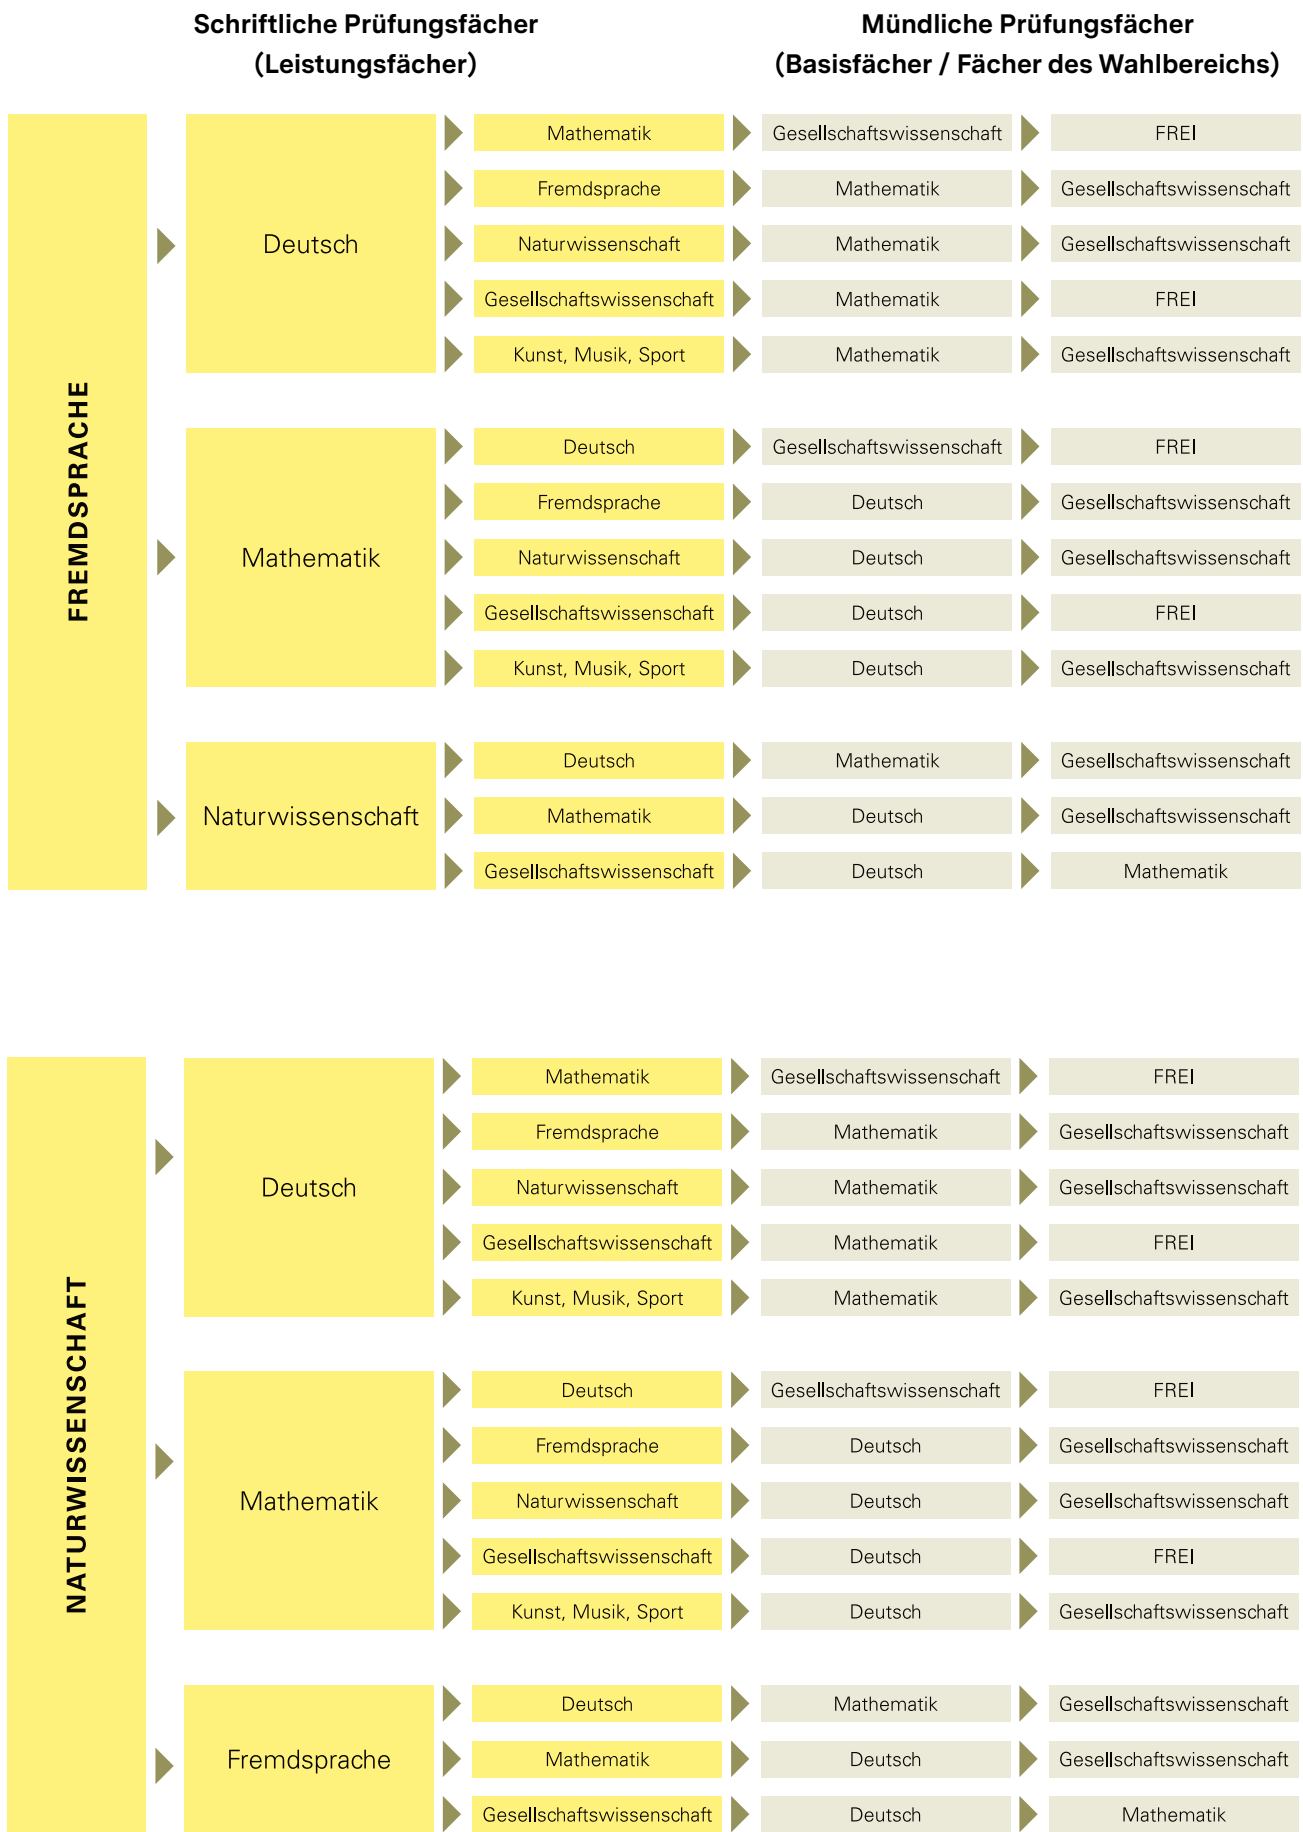 Schriftliche Prüfungsfächer
(Leistungsfächer)
Mündliche Prüfungsfächer
(Basisfächer / Fächer des Wahlbereichs)
FREMDSPRACHE
Deutsch
Mathematik
Gesellschaftswissenschaft
FREI
Fremdsprache
Mathematik
Gesellschaftswissenschaft
Naturwissenschaft
Mathematik
Gesellschaftswissenschaft
Gesellschaftswissenschaft
Mathematik
FREI
Kunst, Musik, Sport
Mathematik
Gesellschaftswissenschaft
Mathematik
Deutsch
Gesellschaftswissenschaft
FREI
Fremdsprache
Deutsch
Gesellschaftswissenschaft
Naturwissenschaft
Deutsch
Gesellschaftswissenschaft
Gesellschaftswissenschaft
Deutsch
FREI
Kunst, Musik, Sport
Deutsch
Gesellschaftswissenschaft
Naturwissenschaft
Deutsch
Mathematik
Gesellschaftswissenschaft
Mathematik
Deutsch
Gesellschaftswissenschaft
Gesellschaftswissenschaft
Deutsch
Mathematik
NATURWISSENSCHAFT
Deutsch
Mathematik
Gesellschaftswissenschaft
FREI
Fremdsprache
Mathematik
Gesellschaftswissenschaft
Naturwissenschaft
Mathematik
Gesellschaftswissenschaft
Gesellschaftswissenschaft
Mathematik
FREI
Kunst, Musik, Sport
Mathematik
Gesellschaftswissenschaft
Mathematik
Deutsch
Gesellschaftswissenschaft
FREI
Fremdsprache
Deutsch
Gesellschaftswissenschaft
Naturwissenschaft
Deutsch
Gesellschaftswissenschaft
Gesellschaftswissenschaft
Deutsch
FREI
Kunst, Musik, Sport
Deutsch
Gesellschaftswissenschaft
Fremdsprache
Deutsch
Mathematik
Gesellschaftswissenschaft
Mathematik
Deutsch
Gesellschaftswissenschaft
Gesellschaftswissenschaft
Deutsch
Mathematik